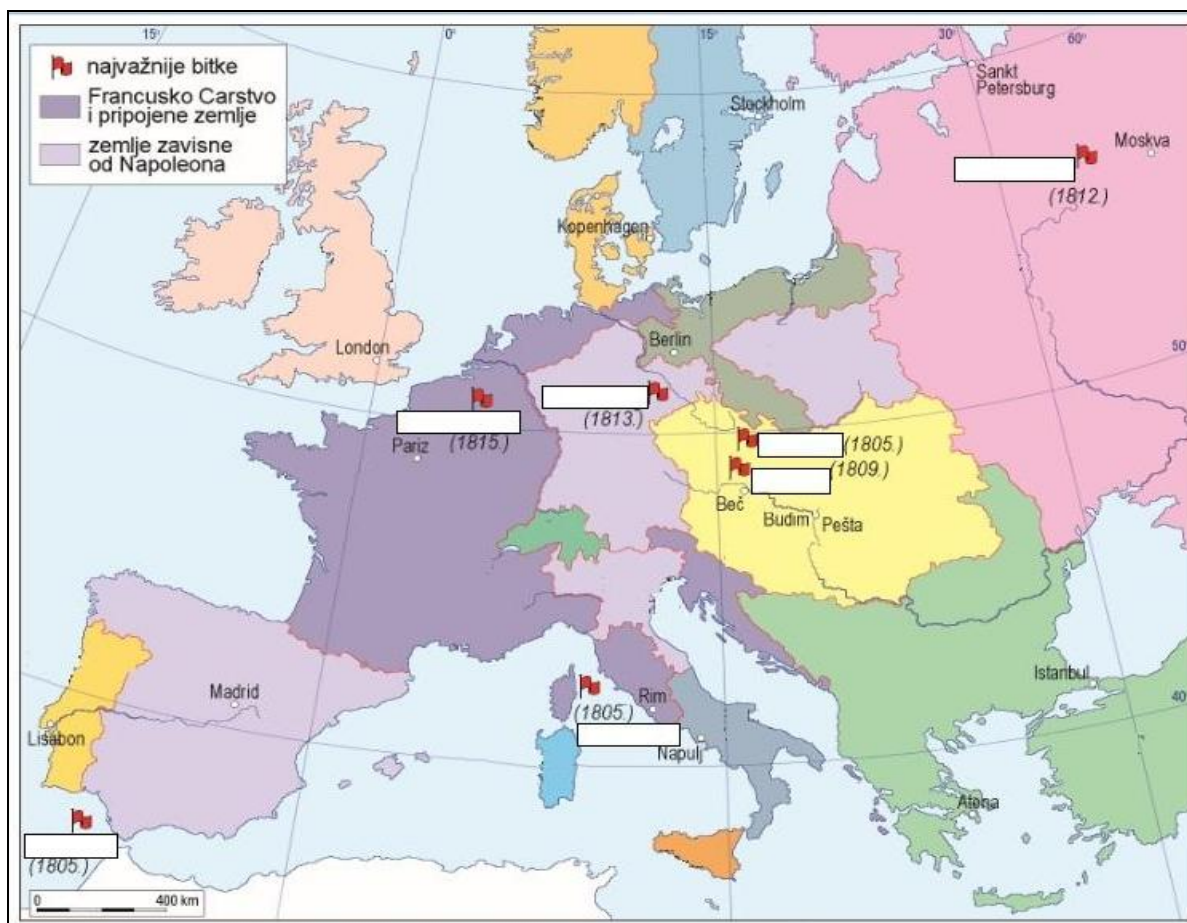 15°
0°
15°
30°
60°
najvažnije bitke
Francusko Carstvo
i pripojene zemlje
zemlje zavisne
od Napoleona
Sankt
Petersburg
Stockholm
Moskva
(1812.)
Kopenhagen
London
Berlin
50°
(1813.)
(1815.)
Pariz
(1805.)
(1809.)
Beč
Budim
Pešta
Madrid
Rim
Istanbul
(1805.)
40°
Lisabon
Napulj
Atena
(1805.)
0
400 km